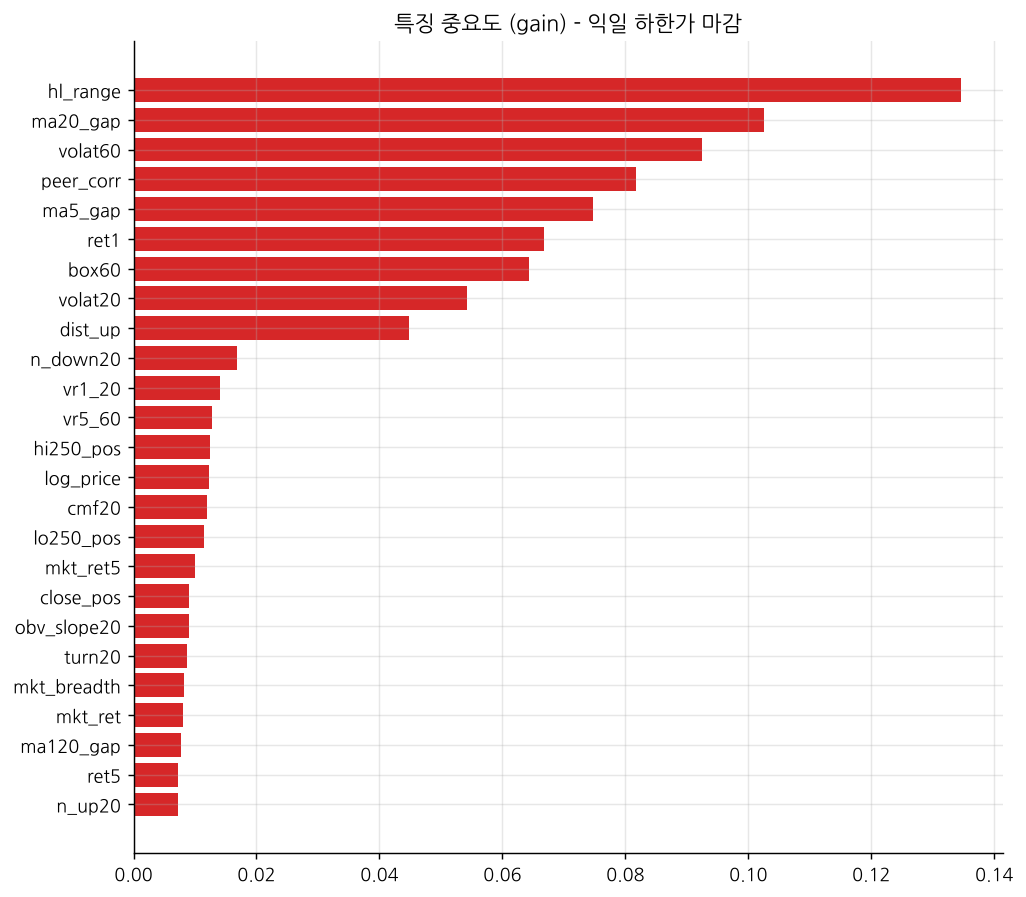 특징 중요도 (gain) - 익일 하한가 마감
hl_range
ma20_gap
volat60
peer_corr
ma5_gap
ret1
box60
volat20
dist_up
n_down20
vr1_20
vr5_60
hi250_pos
log_price
cmf20
lo250_pos
mkt_ret5
close_pos
obv_slope20
turn20
mkt_breadth
mkt_ret
ma120_gap
ret5
n_up20
0.00 0.02 0.04 0.06 0.08 0.10 0.12 0.14